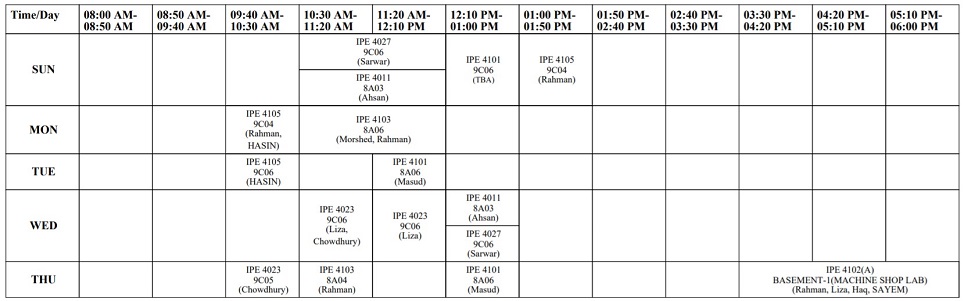 Time/Day
08:00 AM-
08:50 AM
08:50 AM-
09:40 AM
09:40 AM-
10:30 AM
10:30 AM-
11:20 AM
11:20 AM-
12:10 PM
12:10 PM-
01:00 PM
01:00 PM-
01:50 PM
01:50 PM-
02:40 PM
02:40 PM-
03:30 PM
03:30 PM-
04:20 PM
04:20 PM-
05:10 PM
05:10 PM-
06:00 PM
SUN
IPE 4027
9C06
(Sarwar)
IPE 4011
8A03
(Ahsan)
IPE 4101
9C06
(TBA)
IPE 4105
9C04
(Rahman)
MON
IPE 4105
9C04
(Rahman,
HASIN)
IPE 4103
8A06
(Morshed, Rahman)
TUE
IPE 4105
9C06
(HASIN)
IPE 4101
8A06
(Masud)
WED
IPE 4023
9C06
(Liza,
Chowdhury)
IPE 4023
9C06
(Liza)
IPE 4011
8A03
(Ahsan)
IPE 4027
9C06
(Sarwar)
THU
IPE 4023
9C05
(Chowdhury)
IPE 4103
8A04
(Rahman)
IPE 4101
8A06
(Masud)
IPE 4102(A)
BASEMENT-1(MACHINE SHOP LAB)
(Rahman, Liza, Haq, SAYEM)